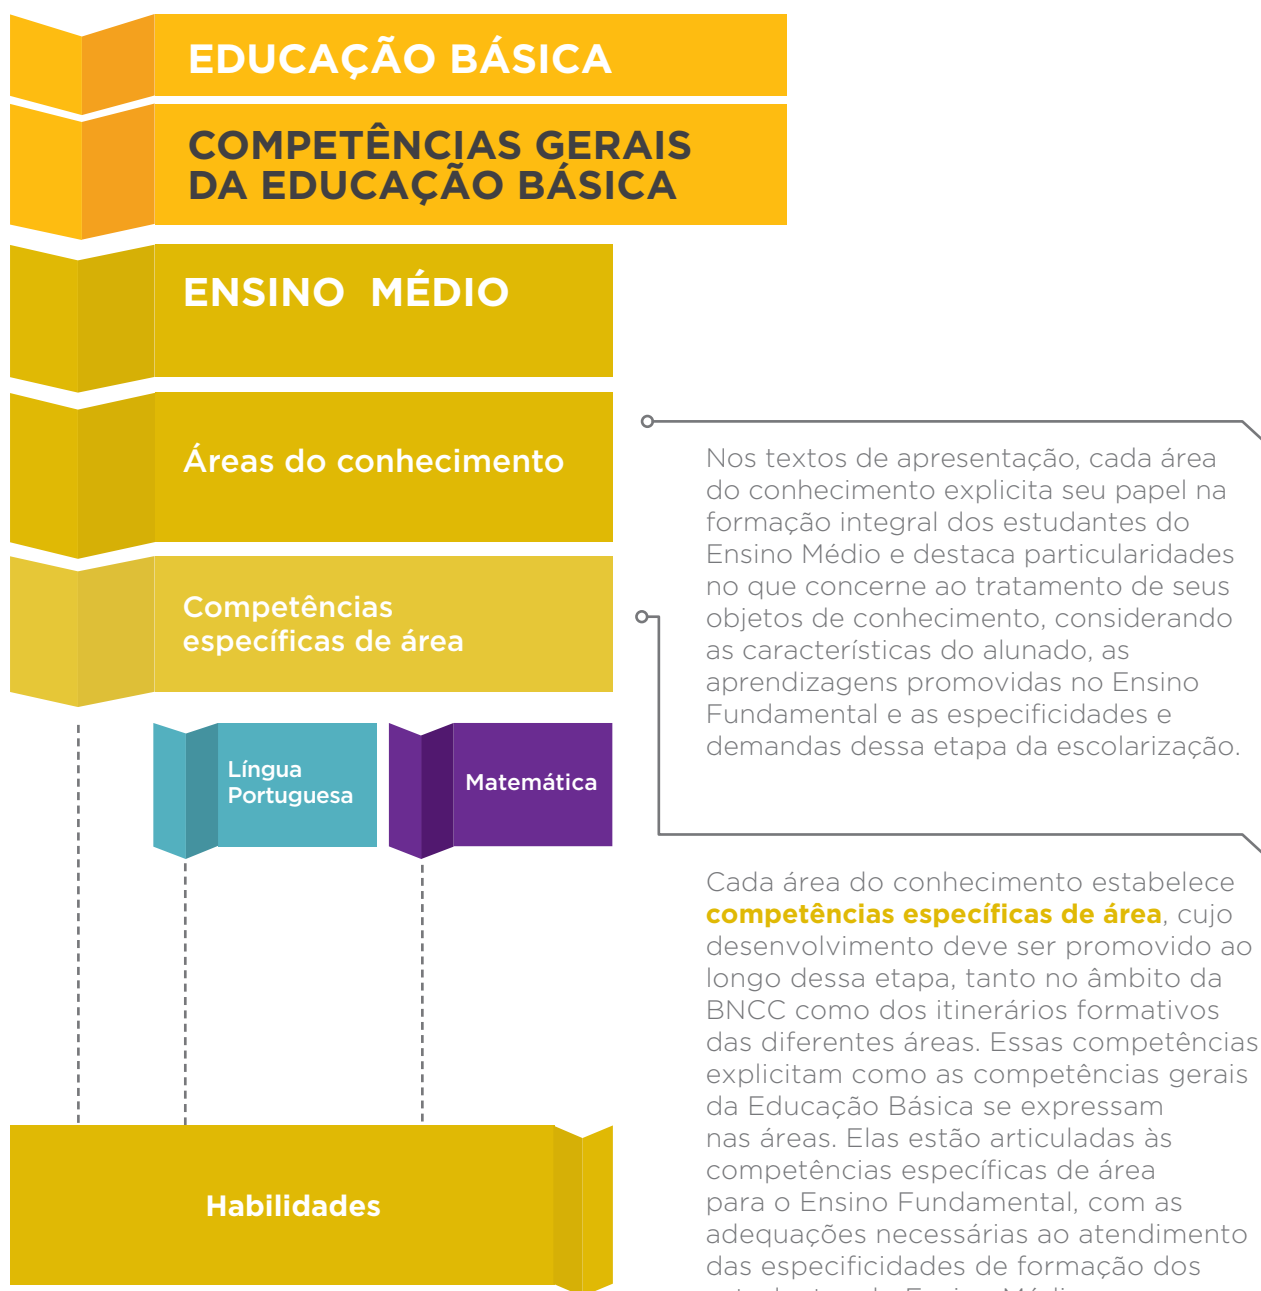 EDUCAÇÃO BÁSICA
COMPETÊNCIAS GERAIS
DA EDUCAÇÃO BÁSICA
ENSINO MÉDIO
Áreas do conhecimento
Competências
específicas de área
Língua
Portuguesa
Matemática
Habilidades
Nos textos de apresentação, cada área
do conhecimento explicita seu papel na
formação integral dos estudantes do
Ensino Médio e destaca particularidades
no que concerne ao tratamento de seus
objetos de conhecimento, considerando
as características do alunado, as
aprendizagens promovidas no Ensino
Fundamental e as especificidades e
demandas dessa etapa da escolarização.
Cada área do conhecimento estabelece
competências específicas de área, cujo
desenvolvimento deve ser promovido ao
longo dessa etapa, tanto no âmbito da
BNCC como dos itinerários formativos
das diferentes áreas. Essas competências
explicitam como as competências gerais
da Educação Básica se expressam
nas áreas. Elas estão articuladas às
competências específicas de área
para o Ensino Fundamental, com as
adequações necessárias ao atendimento
das especificidades de formação dos